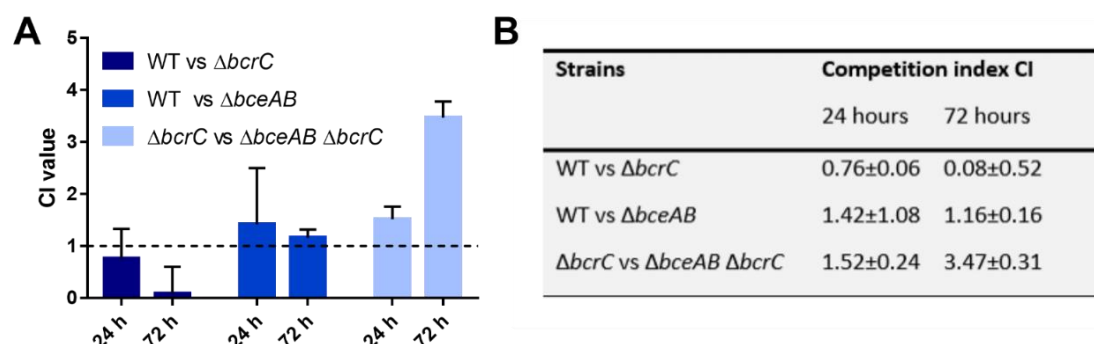 A
5
4
3
2
1
0
CI value
WT vs ΔbcrC
WT vs ΔbceAB
ΔbcrC vs ΔbceAB ΔbcrC
24 h
72 h
24 h
72 h
24 h
72 h
B
Strains Competition index CI
24 hours 72 hours
WT vs ΔbcrC 0.76±0.06 0.08±0.52
WT vs ΔbceAB 1.42±1.08 1.16±0.16
ΔbcrC vs ΔbceAB ΔbcrC 1.52±0.24 3.47±0.31